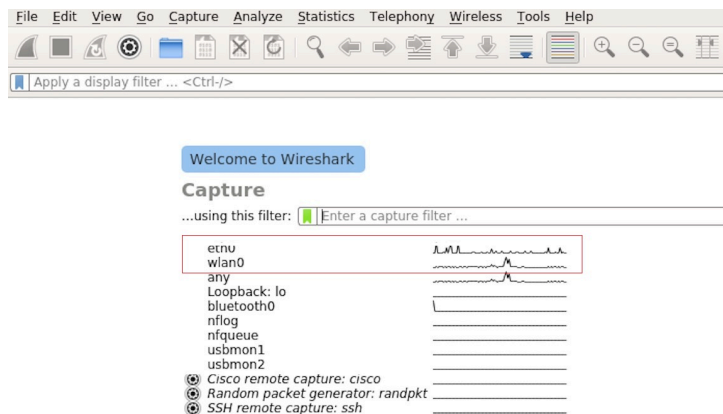 File Edit View Go Capture Analyze Statistics Telephony Wireless Tools Help
Apply a display filter ... <Ctrl-/>
Welcome to Wireshark
Capture
...using this filter: Enter a capture filter ...
eth0
wlan0
any
Loopback: lo
bluetooth0
nflog
nfqueue
usbmon1
usbmon2
Cisco remote capture: cisco
Random packet generator: randpkt
SSH remote capture: ssh